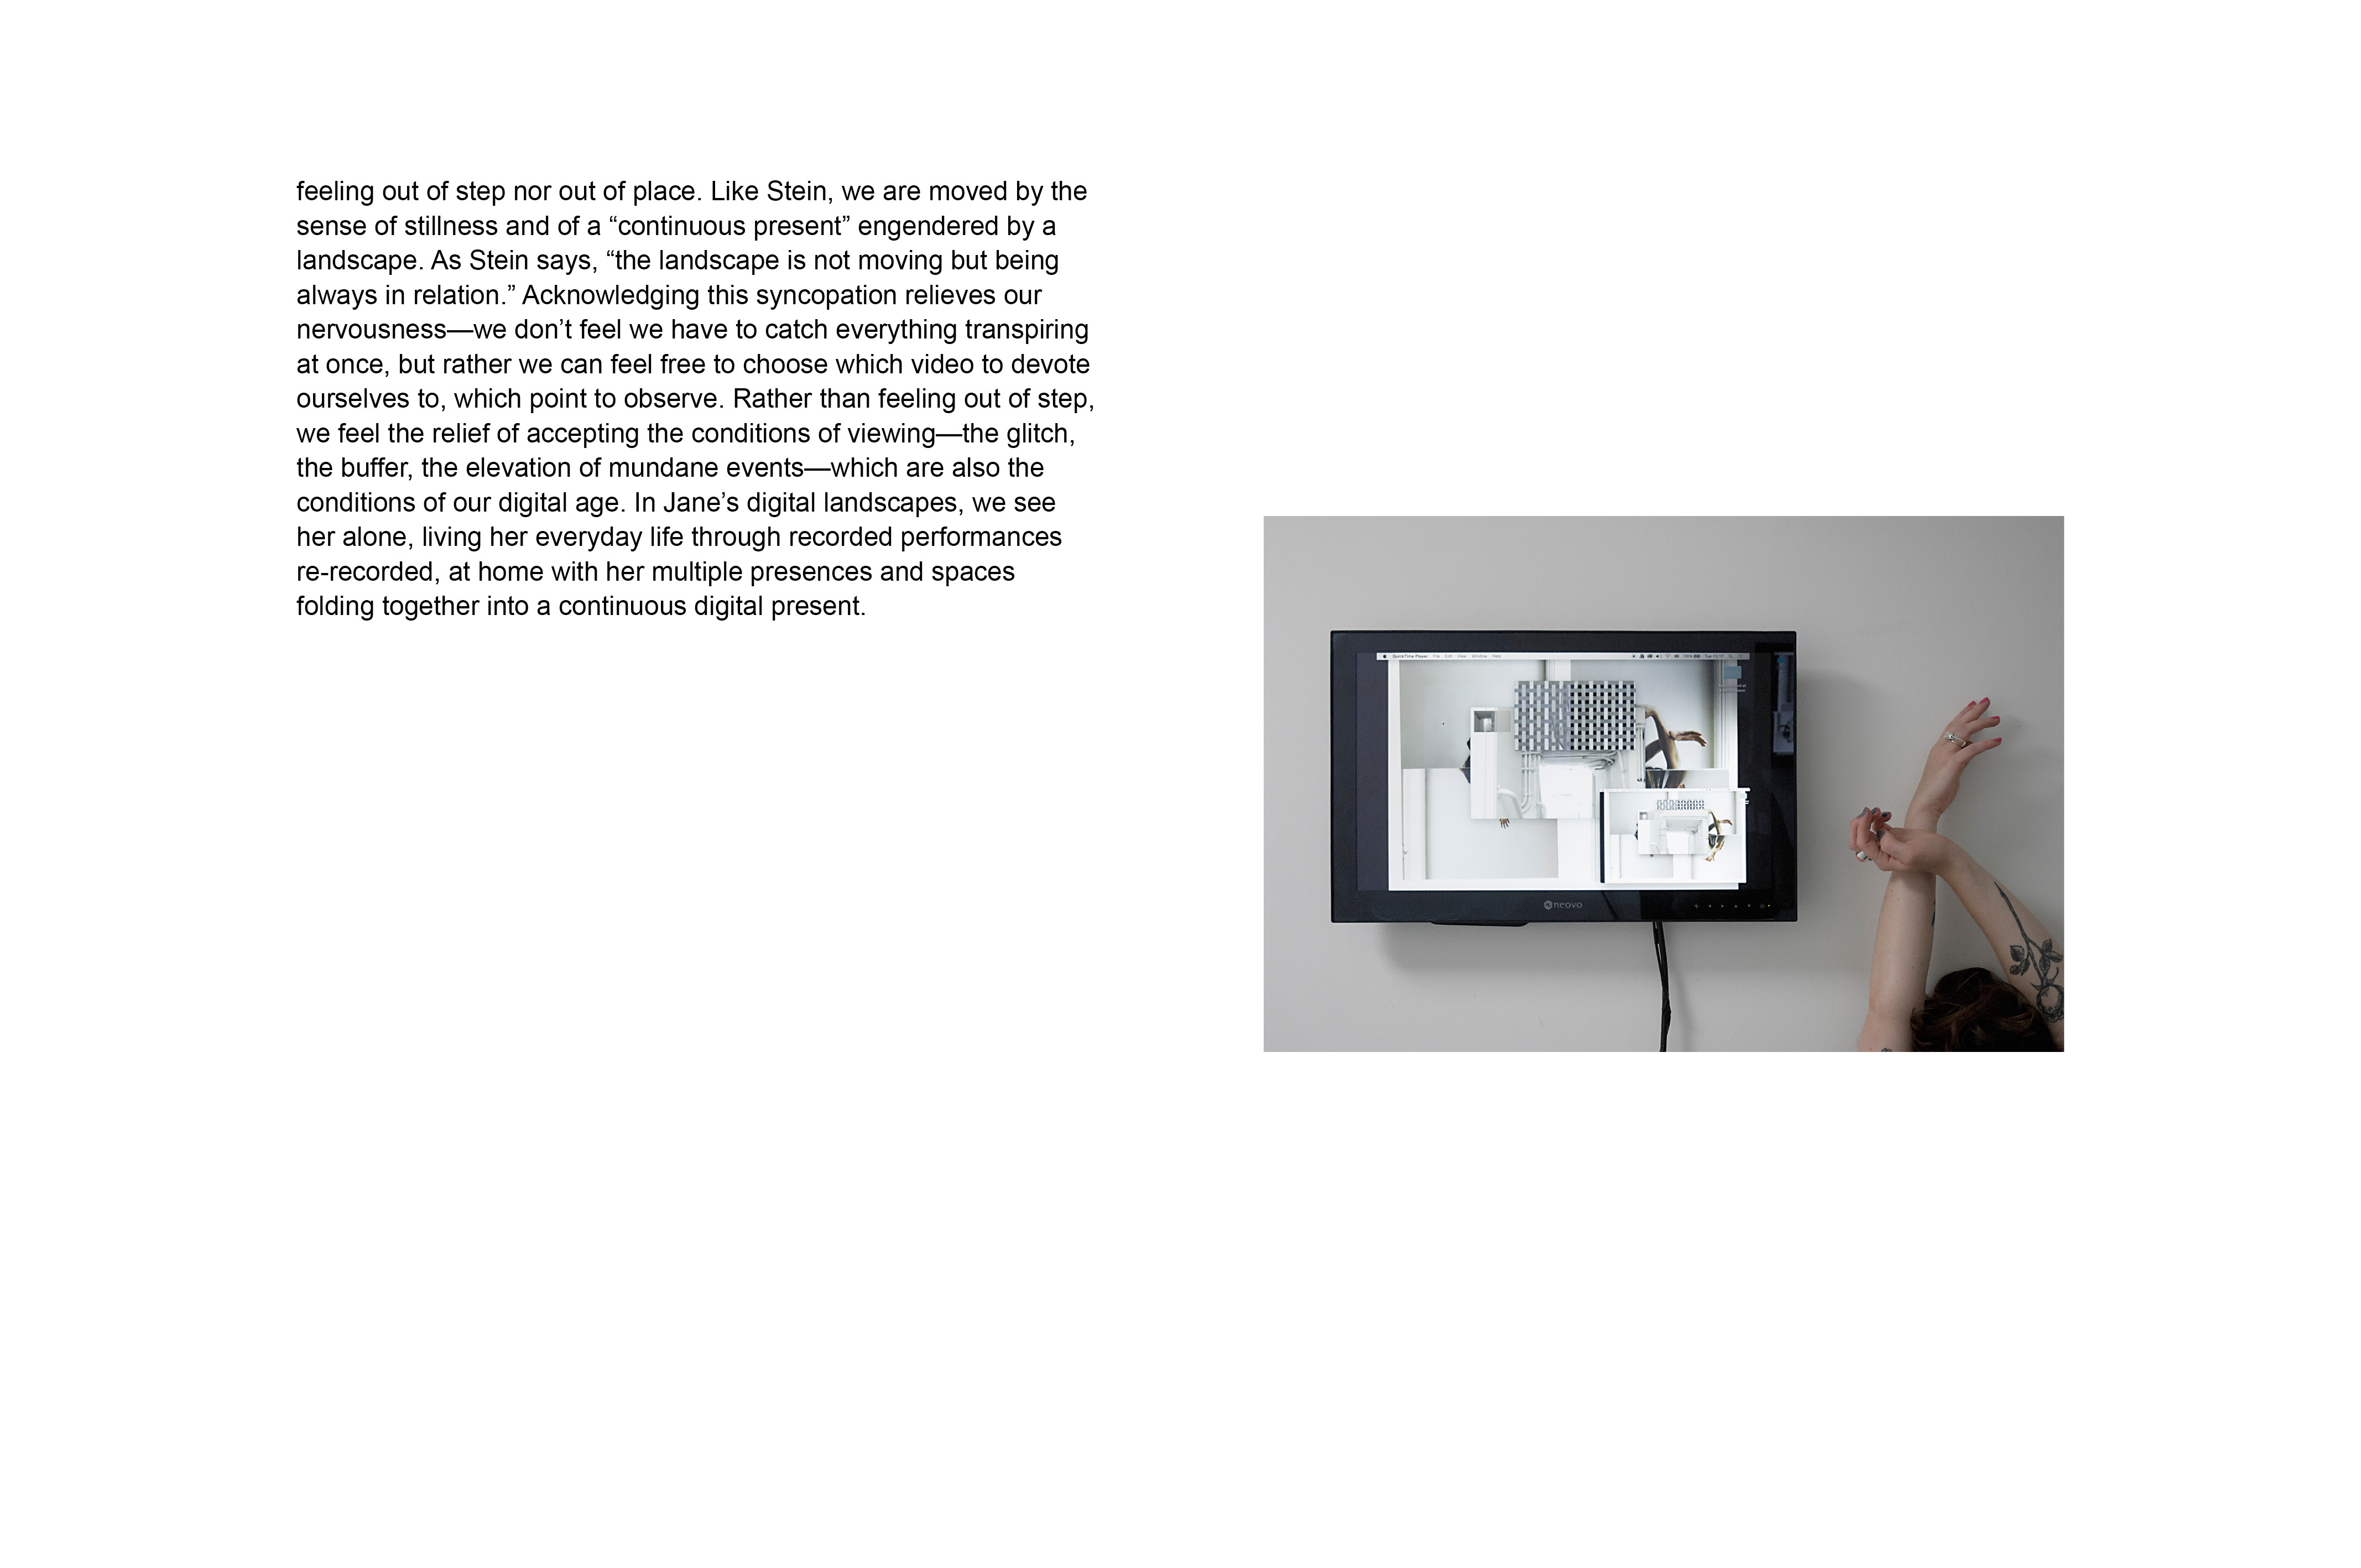 feeling out of step nor out of place. Like Stein, we are moved by the
sense of stillness and of a “continuous present” engendered by a
landscape. As Stein says, “the landscape is not moving but being
always in relation.” Acknowledging this syncopation relieves our
nervousness—we don’t feel we have to catch everything transpiring
at once, but rather we can feel free to choose which video to devote
ourselves to, which point to observe. Rather than feeling out of step,
we feel the relief of accepting the conditions of viewing—the glitch,
the buffer, the elevation of mundane events—which are also the
conditions of our digital age. In Jane’s digital landscapes, we see
her alone, living her everyday life through recorded performances
re-recorded, at home with her multiple presences and spaces
folding together into a continuous digital present.
QuickTime Player File Edit View Window Help
neovo